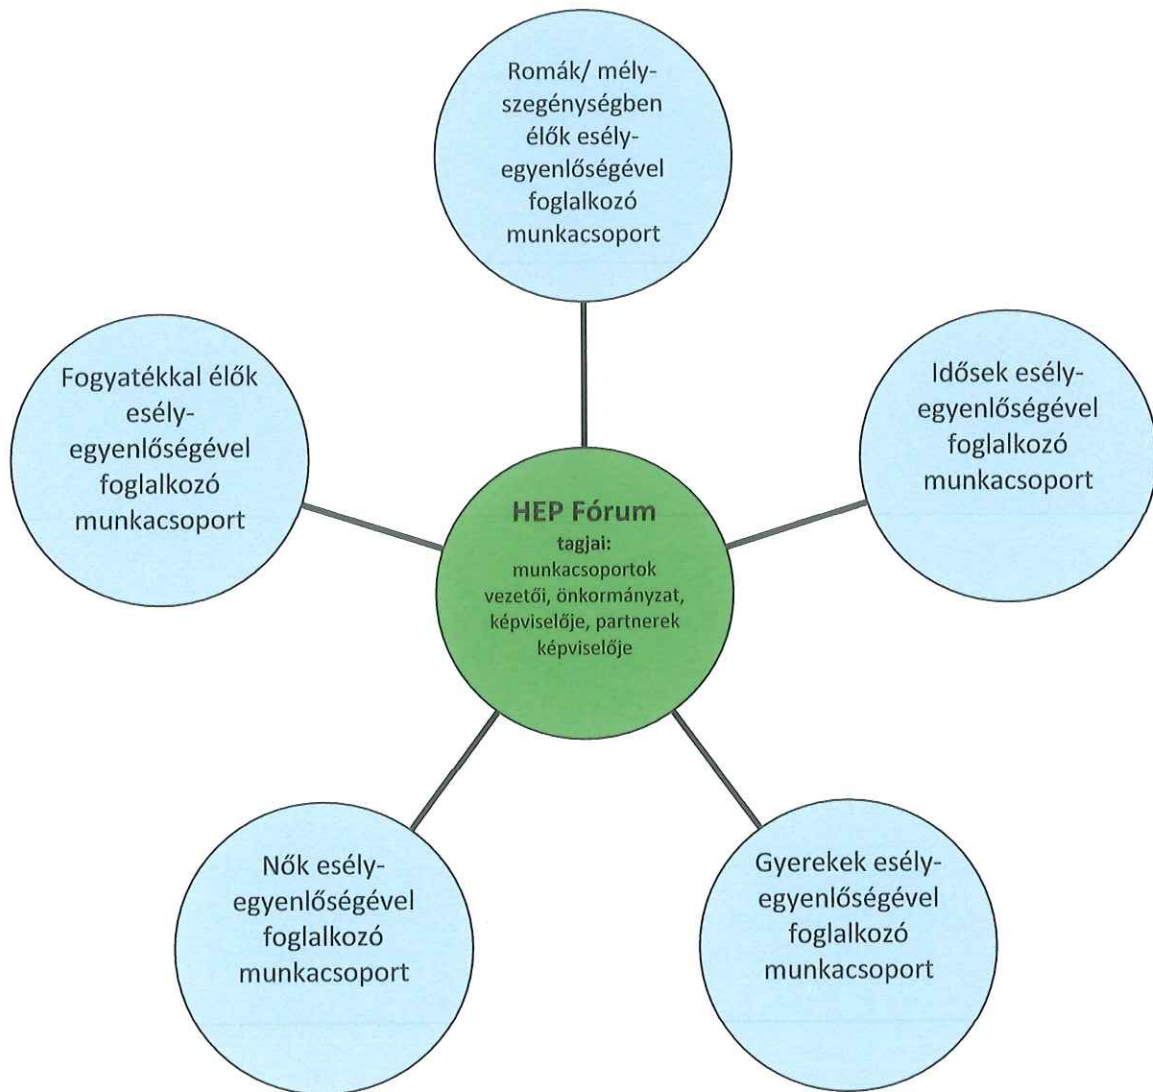 Romák/ mély-
szegénységben
élők esély-
egyenlőségével
foglalkozó
munkacsoport
Fogyatékkal élők
esély-
egyenlőségével
foglalkozó
munkacsoport
Idősek esély-
egyenlőségével
foglalkozó
munkacsoport
HEP Fórum
tagjai:
munkacsoportok
vezetői, önkormányzat,
képviselője, partnerek
képviselője
Nők esély-
egyenlőségével
foglalkozó
munkacsoport
Gyerekek esély-
egyenlőségével
foglalkozó
munkacsoport